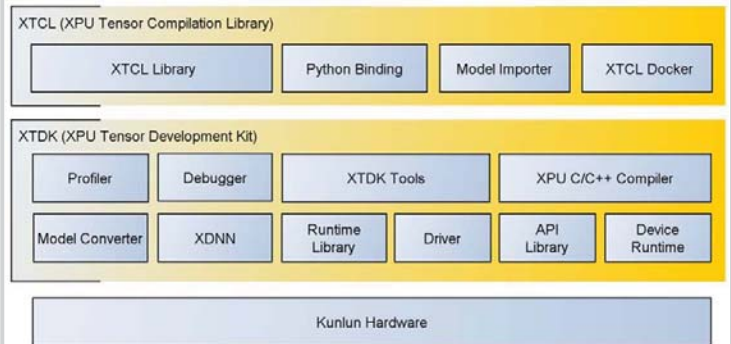 XTCL (XPU Tensor Compilation Library)
XTCL Library
Python Binding
Model Importer
XTCL Docker
XTDK (XPU Tensor Development Kit)
Profiler
Debugger
XTDK Tools
XPU C/C++ Compiler
Model Converter
XDNN
Runtime
Library
Driver
API
Library
Device
Runtime
Kunlun Hardware